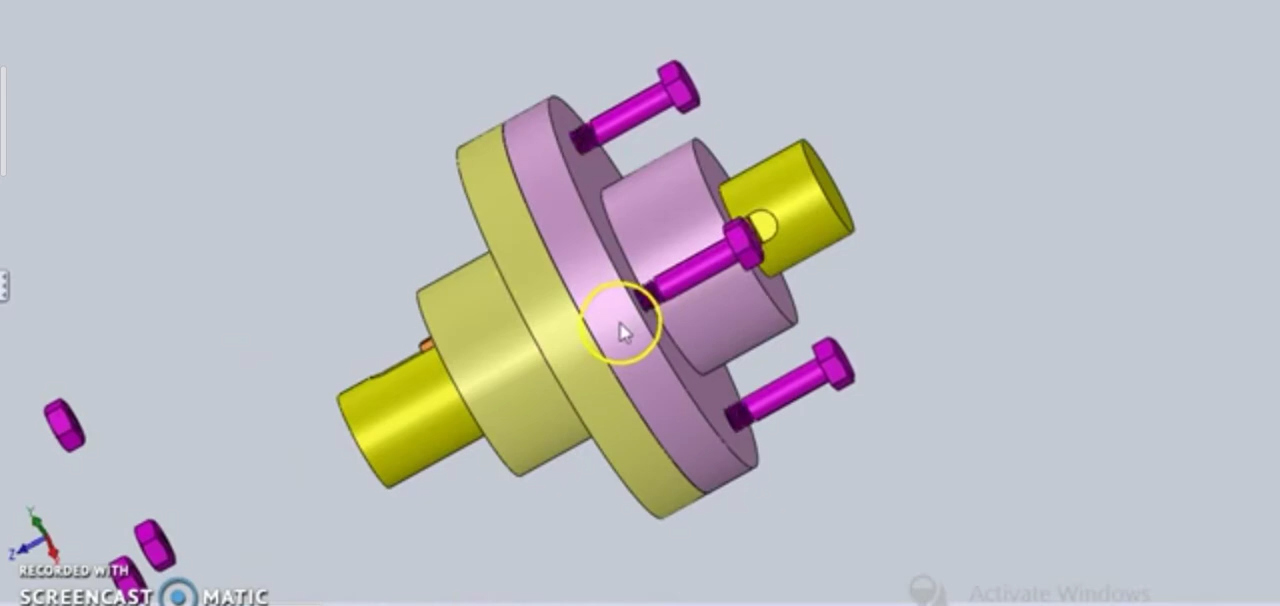 Y
Z
RECORDED WITH
SCREENCAST MATIC
Activate Windows